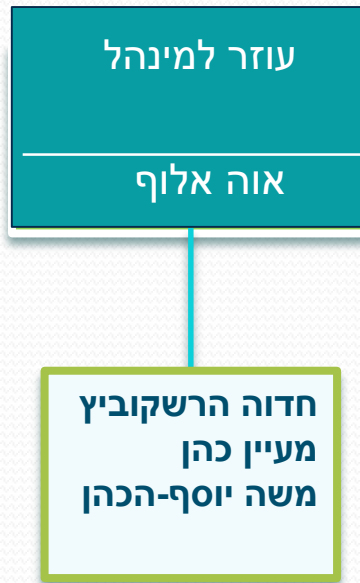 עוזר למינהל
אוה אלוף
חדוה הרשקוביץ
מעיין כהן
משה יוסף-הכהן